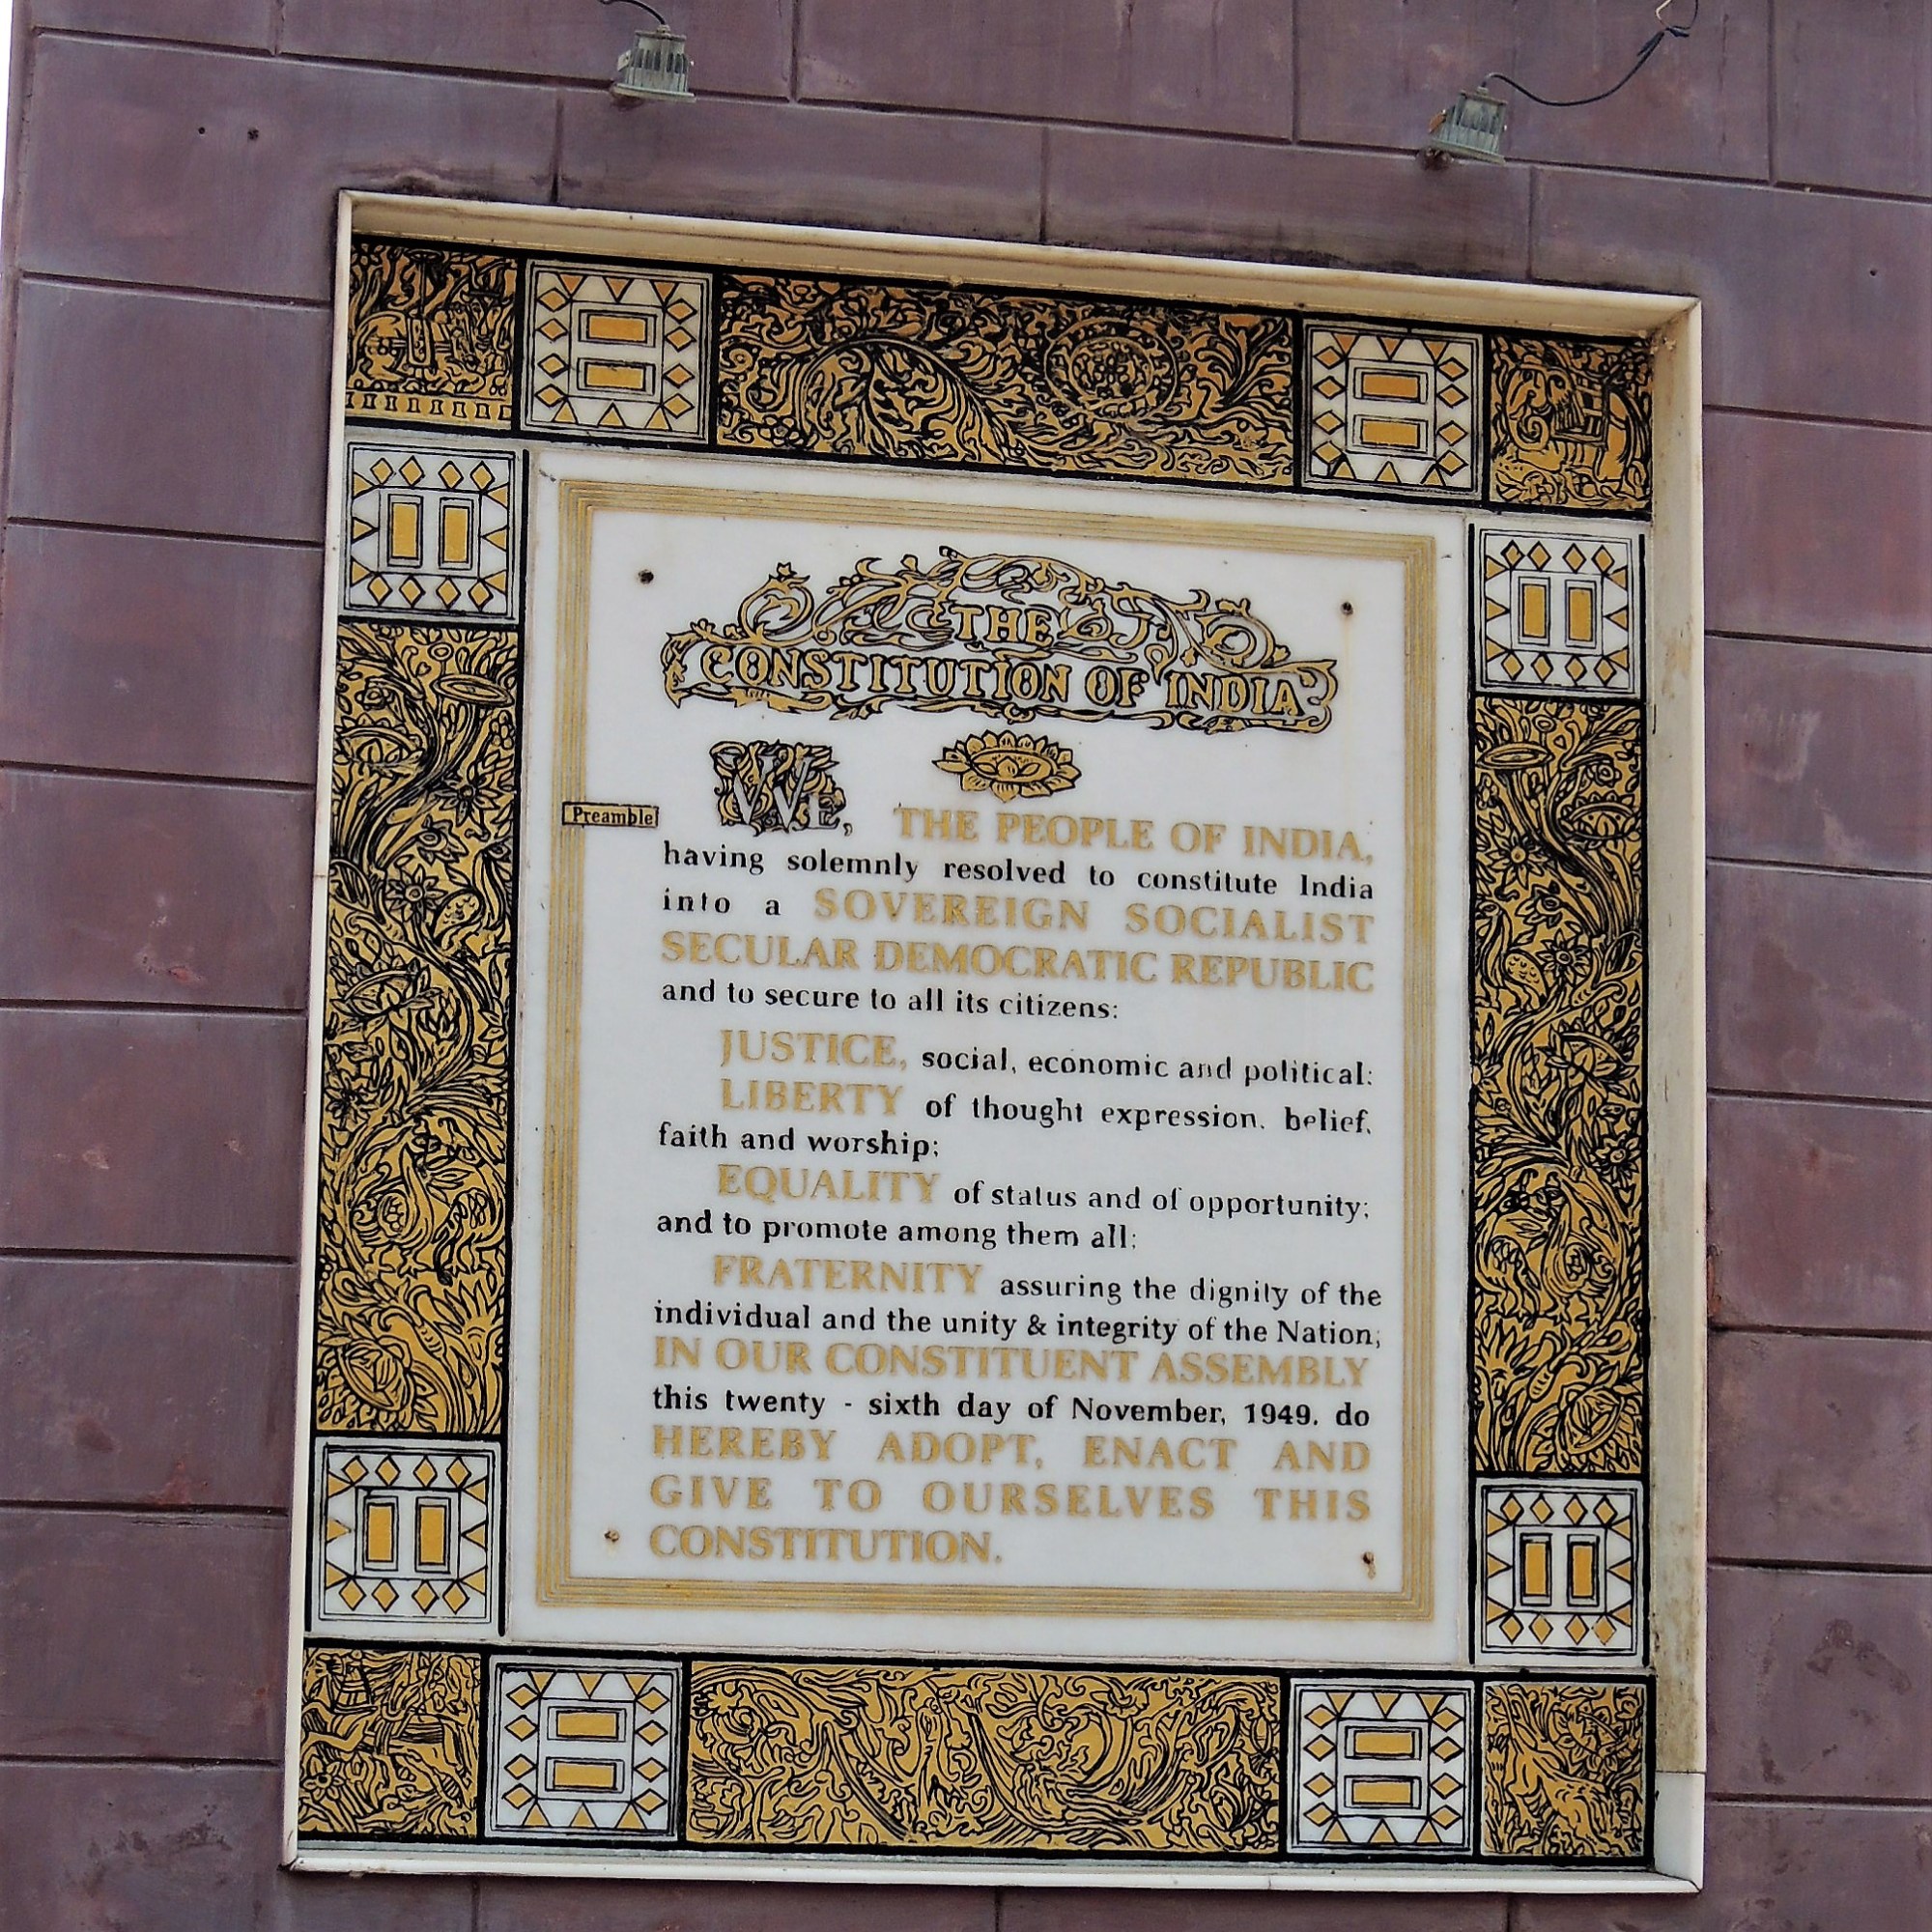 THE
CONSTITUTION OF INDIA
Preamble
WE, THE PEOPLE OF INDIA,
having solemnly resolved to constitute India
into a SOVEREIGN SOCIALIST
SECULAR DEMOCRATIC REPUBLIC
and to secure to all its citizens:
JUSTICE, social, economic and political:
LIBERTY of thought expression. belief.
faith and worship;
EQUALITY of status and of opportunity;
and to promote among them all:
FRATERNITY assuring the dignity of the
individual and the unity & integrity of the Nation;
IN OUR CONSTITUENT ASSEMBLY
this twenty - sixth day of November, 1949. do
HEREBY ADOPT, ENACT AND
GIVE TO OURSELVES THIS
CONSTITUTION.